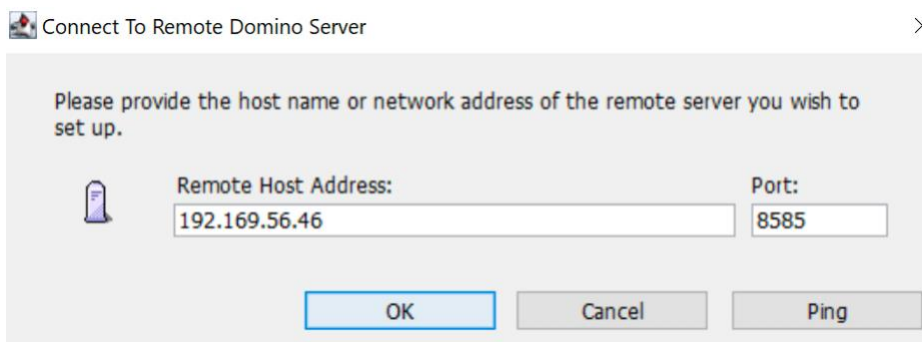 Connect To Remote Domino Server
Please provide the host name or network address of the remote server you wish to
set up.
Remote Host Address: Port:
192.169.56.46 8585
OK Cancel Ping